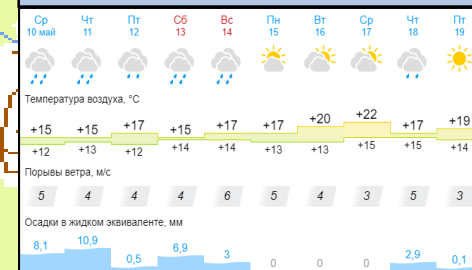 Ср Чт Пт Сб Вс Пн Вт Ср Чт Пт
10 май 11 12 13 14 15 16 17 18 19
Температура воздуха, °C
+15 +15 +17 +15 +17 +17 +20 +22 +17 +19
+12 +13 +12 +14 +14 +13 +13 +15 +15 +14
Порывы ветра, м/с
5 4 4 4 6 5 4 3 5 3
Осадки в жидком эквиваленте, мм
8,1 10,9 0,5 6,9 3 0 0 0 2,9 0,1